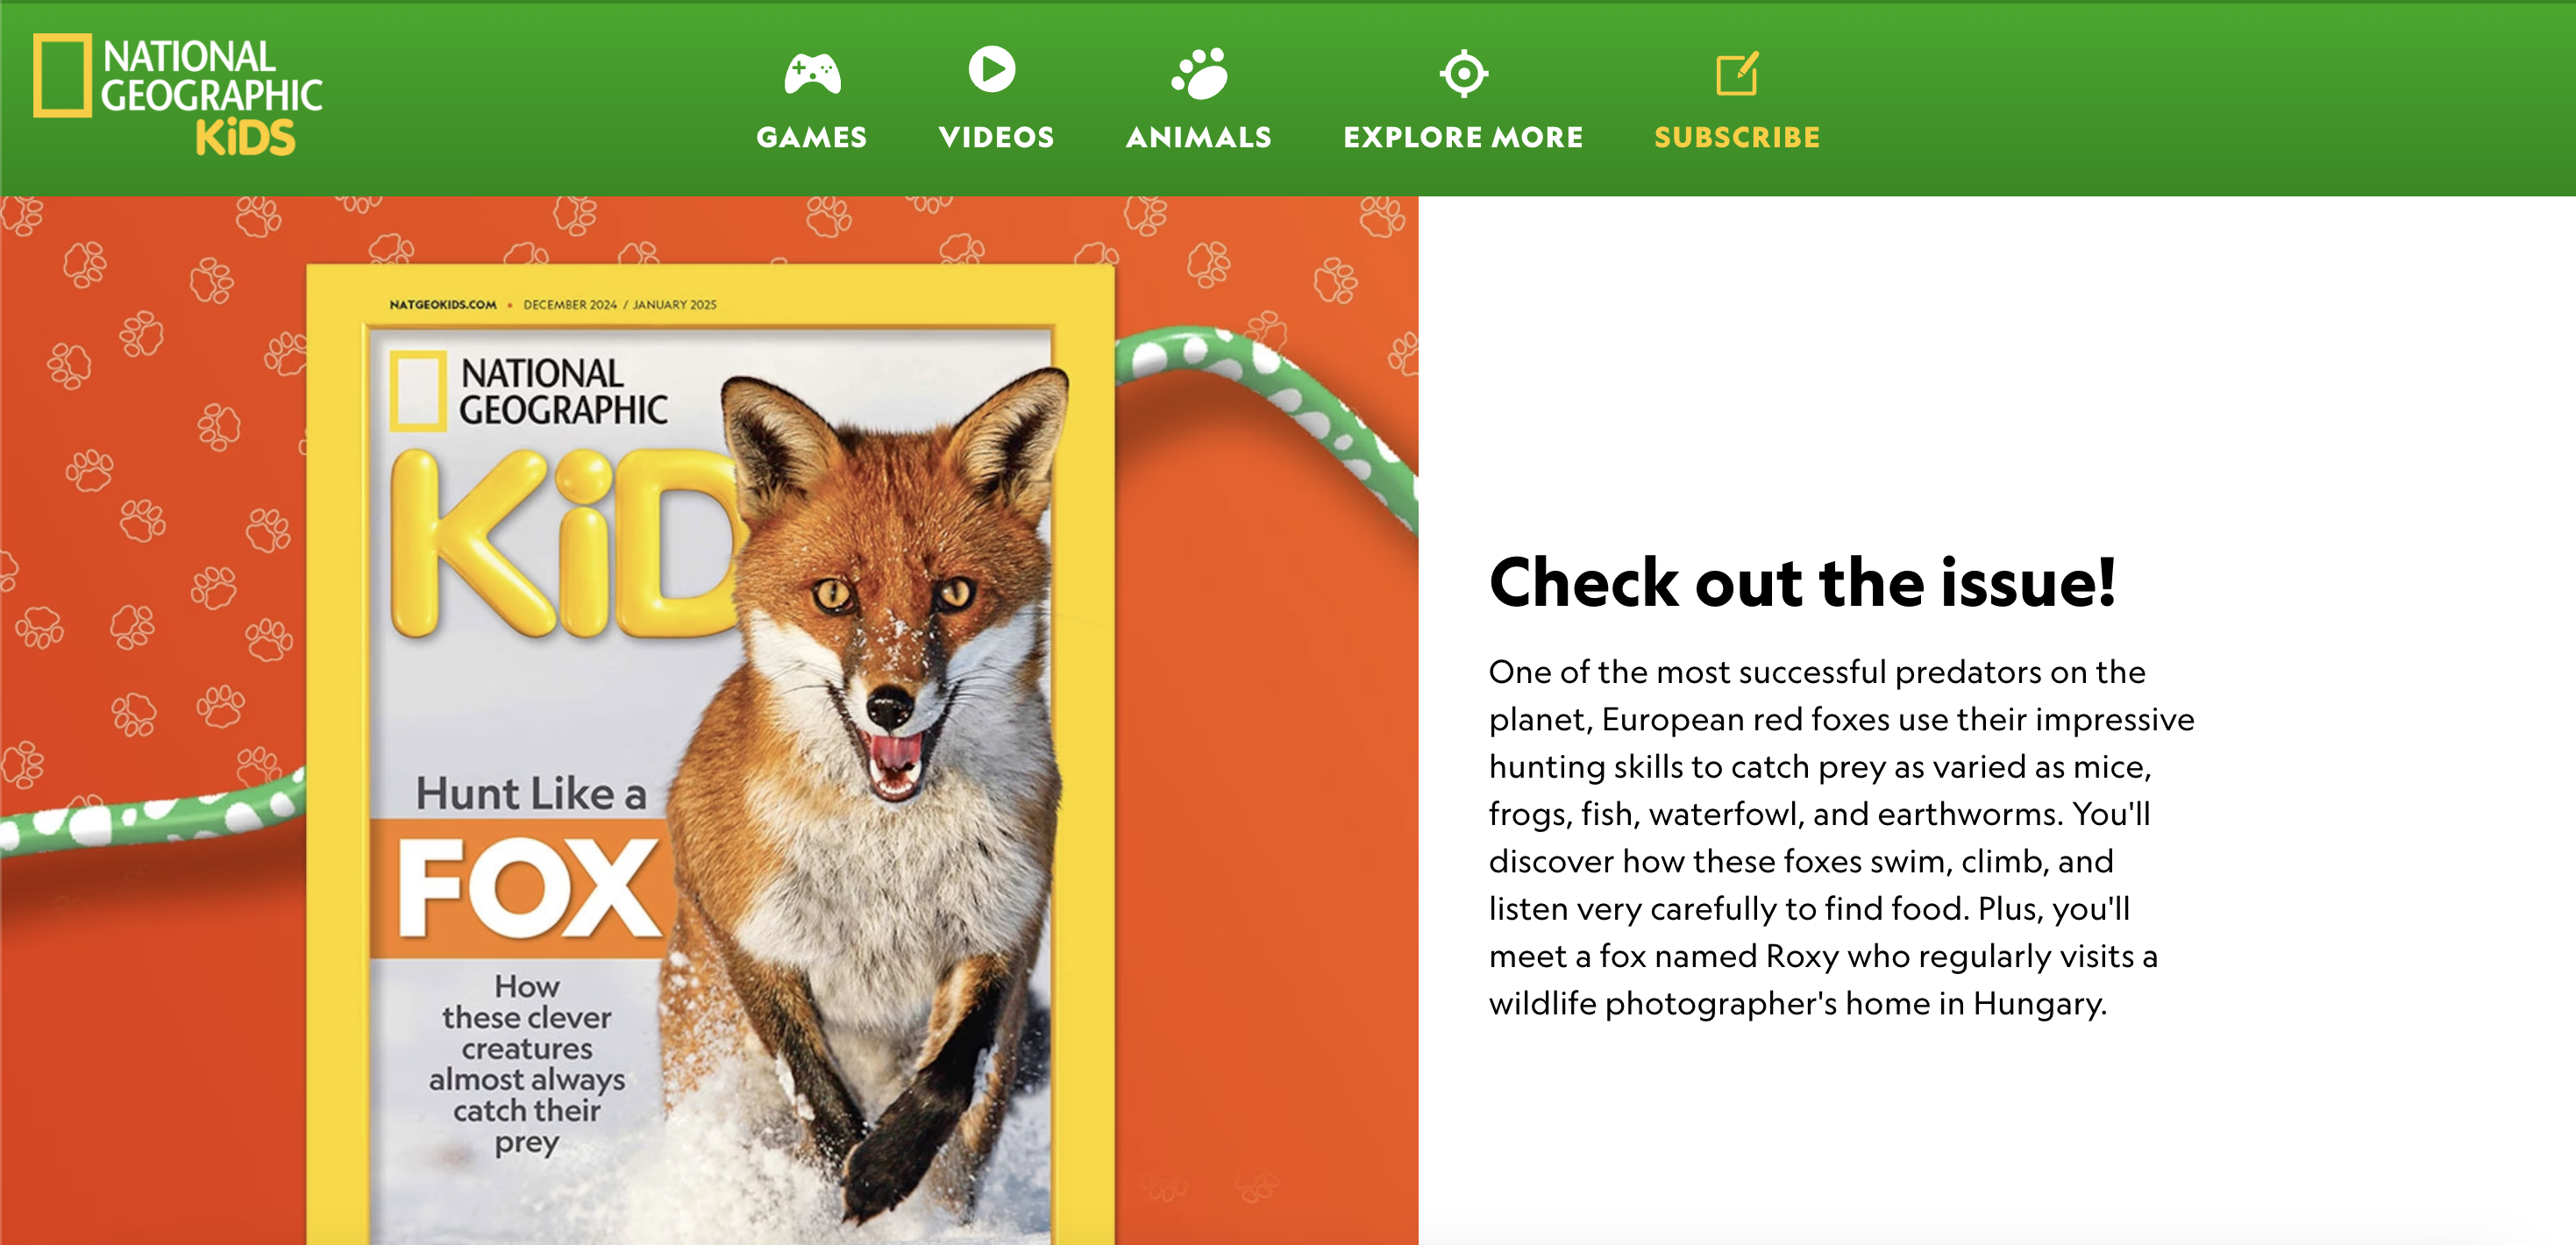 NATIONAL
GEOGRAPHIC
KiDS
GAMES
VIDEOS
ANIMALS
EXPLORE MORE
SUBSCRIBE
NATGEOKIDS.COM • DECEMBER 2024 / JANUARY 2025
NATIONAL
GEOGRAPHIC
KiD
Hunt Like a
FOX
How
these clever
creatures
almost always
catch their
prey
Check out the issue!
One of the most successful predators on the
planet, European red foxes use their impressive
hunting skills to catch prey as varied as mice,
frogs, fish, waterfowl, and earthworms. You'll
discover how these foxes swim, climb, and
listen very carefully to find food. Plus, you'll
meet a fox named Roxy who regularly visits a
wildlife photographer's home in Hungary.